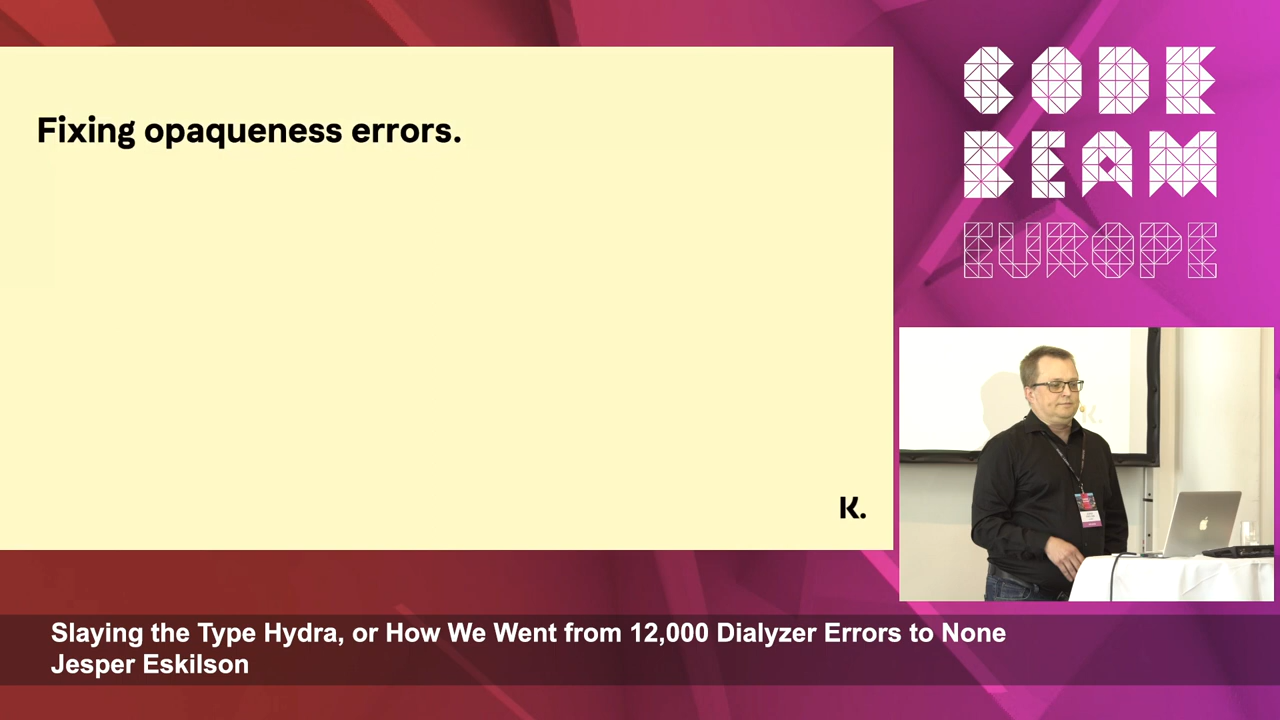 Fixing opaqueness errors.
K.
CODE
BEAM
EUROPE
K.
Slaying the Type Hydra, or How We Went from 12,000 Dialyzer Errors to None
Jesper Eskilson